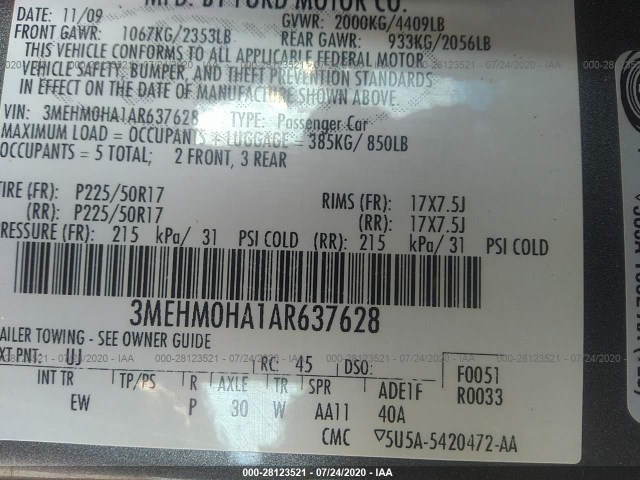 MFD. BY FORD MOTOR CO.
DATE: 11/09 GVWR: 2000KG/4409LB
FRONT GAWR: 1067KG/2353LB REAR GAWR: 933KG/2056LB
THIS VEHICLE CONFORMS TO ALL APPLICABLE FEDERAL MOTOR
VEHICLE SAFETY, BUMPER, AND THEFT PREVENTION STANDARDS
IN EFFECT ON THE DATE OF MANUFACTURE SHOWN ABOVE.
VIN: 3MEHM0HA1AR637628 TYPE: Passenger Car
MAXIMUM LOAD = OCCUPANTS + LUGGAGE = 385KG/ 850LB
OCCUPANTS = 5 TOTAL; 2 FRONT, 3 REAR
TIRE (FR): P225/50R17 RIMS (FR): 17X7.5J
(RR): P225/50R17 (RR): 17X7.5J
PRESSURE (FR): 215 kPa/ 31 PSI COLD (RR): 215 kPa/ 31 PSI COLD
3MEHM0HA1AR637628
TRAILER TOWING - SEE OWNER GUIDE
EXT PNT: UJ RC: 45 DSO: F0051
INT TR TP/PS R AXLE TR SPR ADE1F R0033
EW P 30 W AA11 40A
CMC ▽5U5A-5420472-AA
000-28123521 - 07/24/2020 - IAA